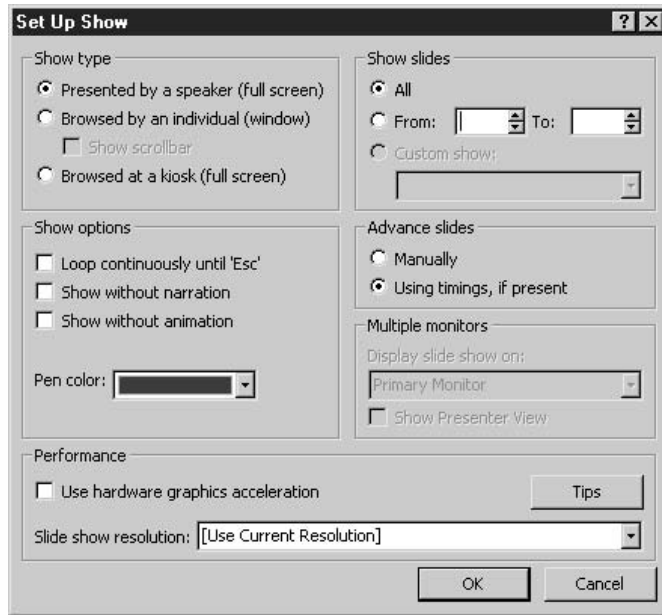 Set Up Show
Show type
Presented by a speaker (full screen)
Browsed by an individual (window)
Show scrollbar
Browsed at a kiosk (full screen)
Show slides
All
From: To:
Custom show:
Show options
Loop continuously until 'Esc'
Show without narration
Show without animation
Pen color:
Advance slides
Manually
Using timings, if present
Multiple monitors
Display slide show on:
Primary Monitor
Show Presenter View
Performance
Use hardware graphics acceleration
Tips
Slide show resolution: [Use Current Resolution]
OK Cancel